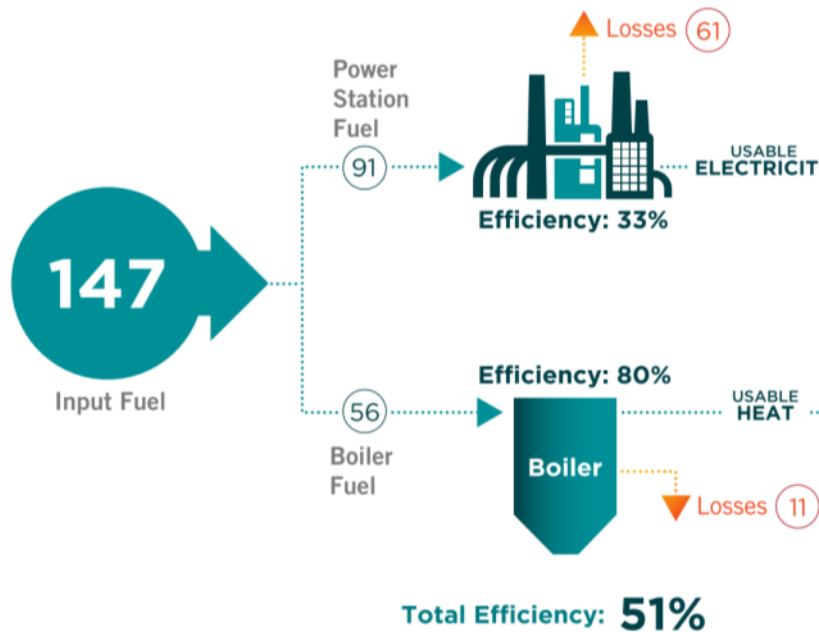 Losses 61
Power
Station
Fuel
91
USABLE
ELECTRICIT
Efficiency: 33%
147
Input Fuel
Efficiency: 80%
56
USABLE
HEAT
Boiler
Fuel
Boiler
Losses 11
Total Efficiency: 51%